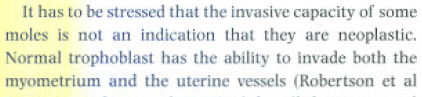 It has to be stressed that the invasive capacity of some
moles is not an indication that they are neoplastic.
Normal trophoblast has the ability to invade both the
myometrium and the uterine vessels (Robertson et al